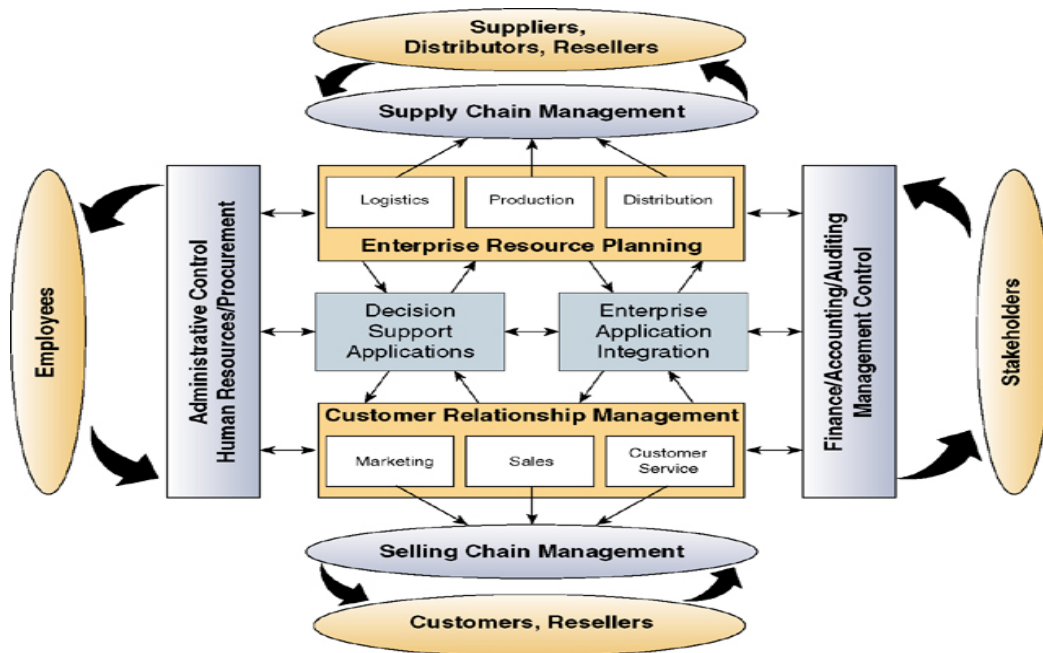 Suppliers,
Distributors, Resellers
Supply Chain Management
Employees
Administrative Control
Human Resources/Procurement
Logistics
Production
Distribution
Enterprise Resource Planning
Decision
Support
Applications
Enterprise
Application
Integration
Customer Relationship Management
Marketing
Sales
Customer
Service
Finance/Accounting/Auditing
Management Control
Stakeholders
Selling Chain Management
Customers, Resellers